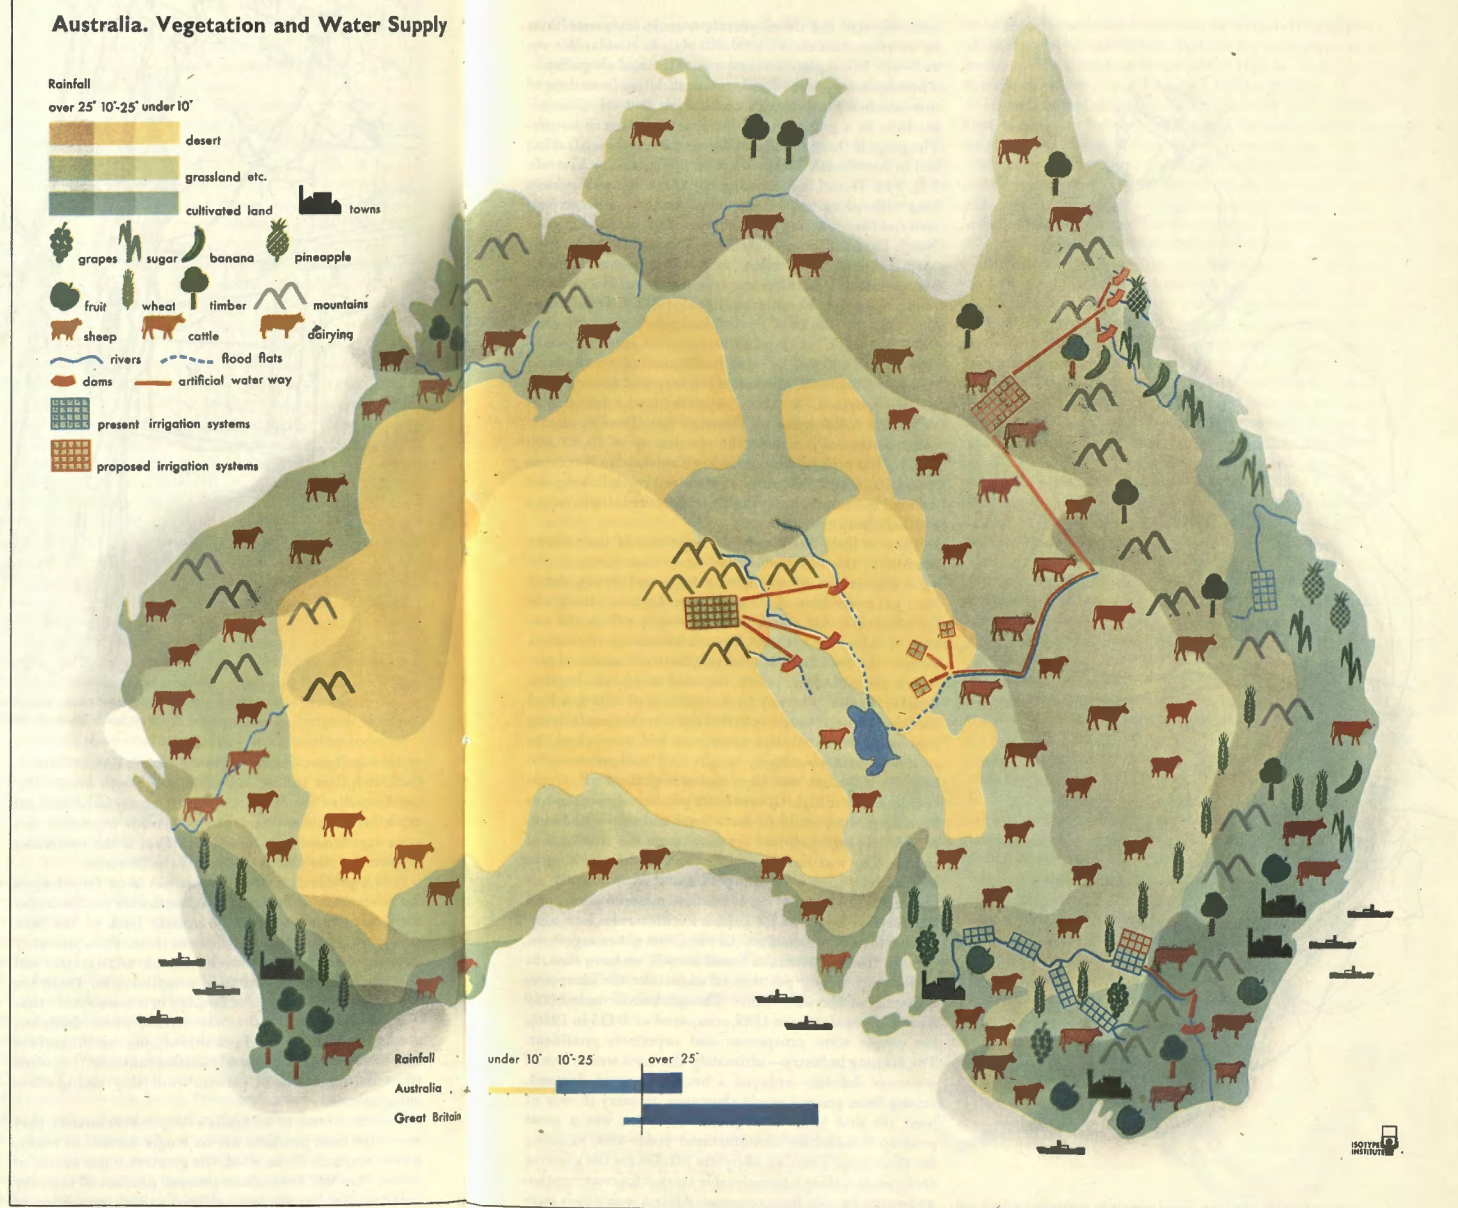 Australia. Vegetation and Water Supply
Rainfall
over 25" 10"-25" under 10"
desert
grassland etc.
cultivated land
towns
grapes
sugar
banana
pineapple
fruit
wheat
timber
mountains
sheep
cattle
dairying
rivers
flood flats
dams
artificial water way
present irrigation systems
proposed irrigation systems
Rainfall
under 10" 10"-25" over 25"
Australia
Great Britain
ISOTYPE
INSTITUTE